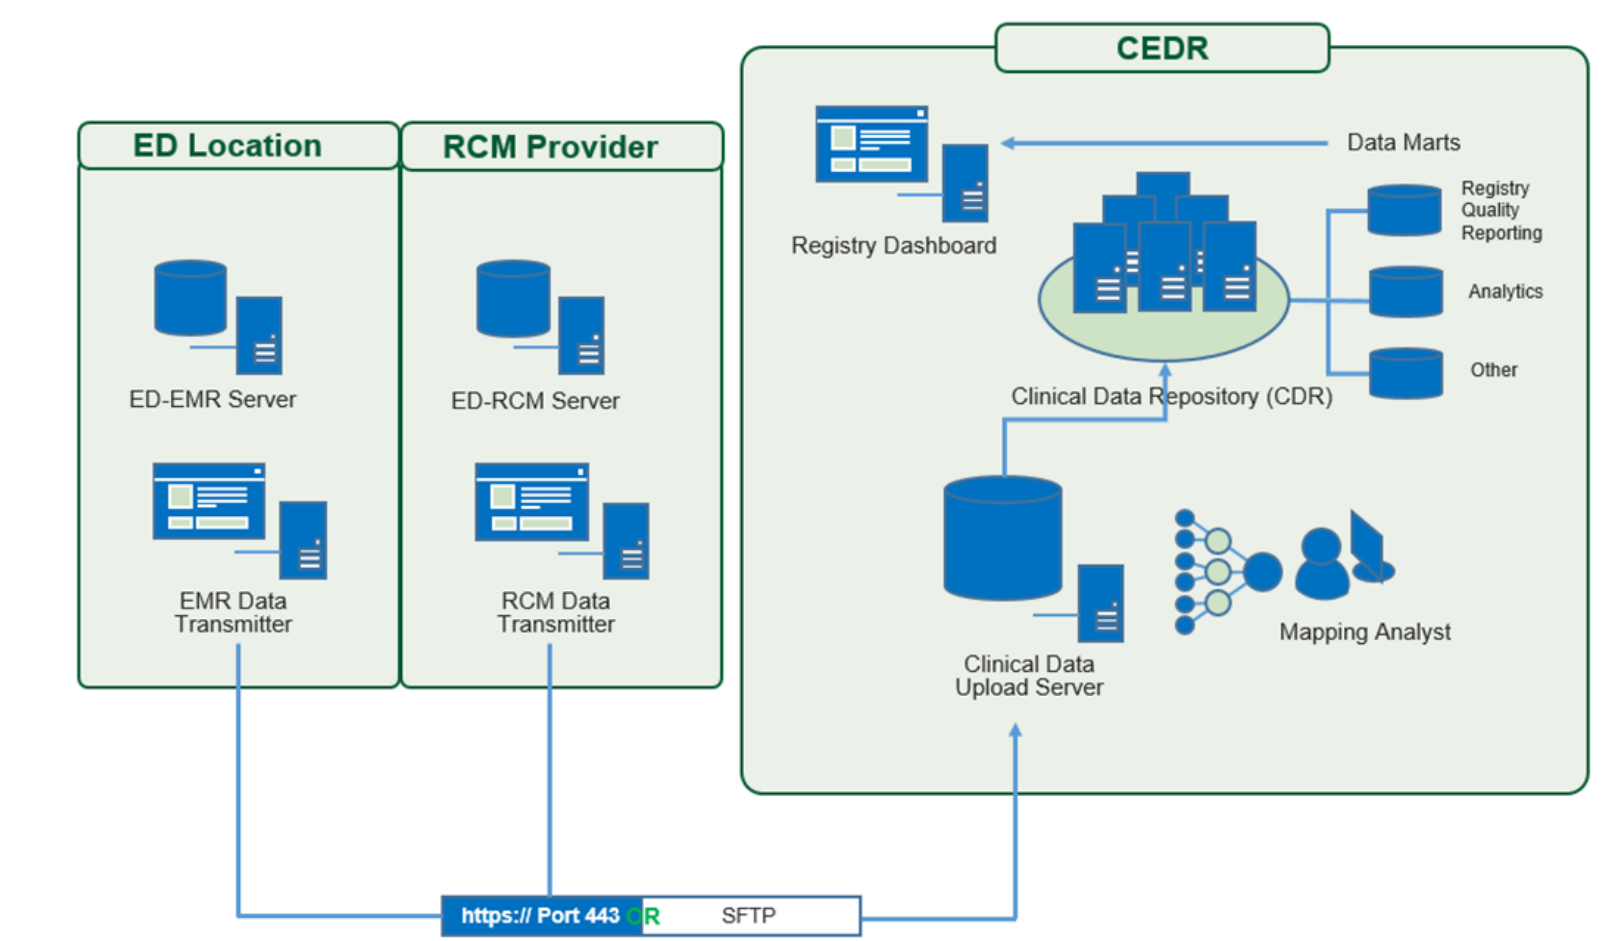 CEDR
ED Location
RCM Provider
Data Marts
Registry
Quality
Reporting
Registry Dashboard
Analytics
Other
ED-EMR Server
ED-RCM Server
Clinical Data Repository (CDR)
EMR Data
Transmitter
RCM Data
Transmitter
Mapping Analyst
Clinical Data
Upload Server
https:// Port 443 OR SFTP